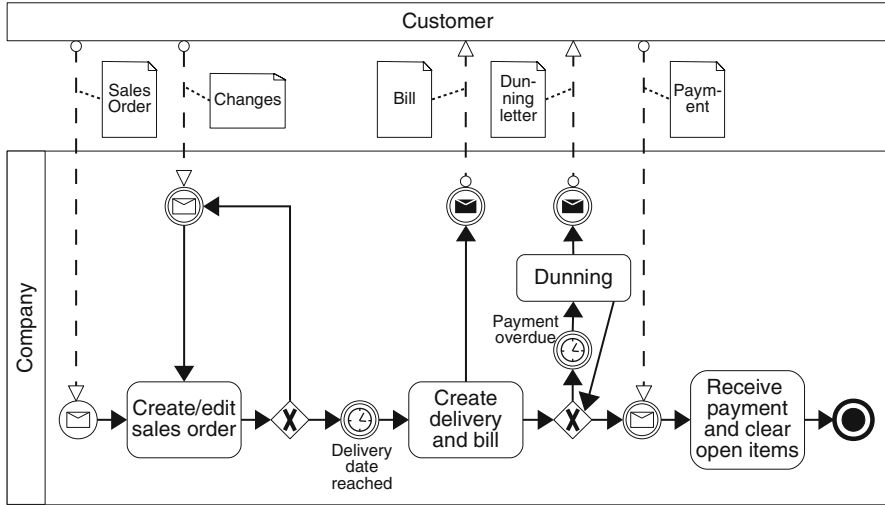 Customer
Sales
Order
Changes
Bill
Dun-
ning
letter
Paym-
ent
Company
Dunning
Payment
overdue
Create/edit
sales order
Delivery
date
reached
Create
delivery
and bill
Receive
payment
and clear
open items